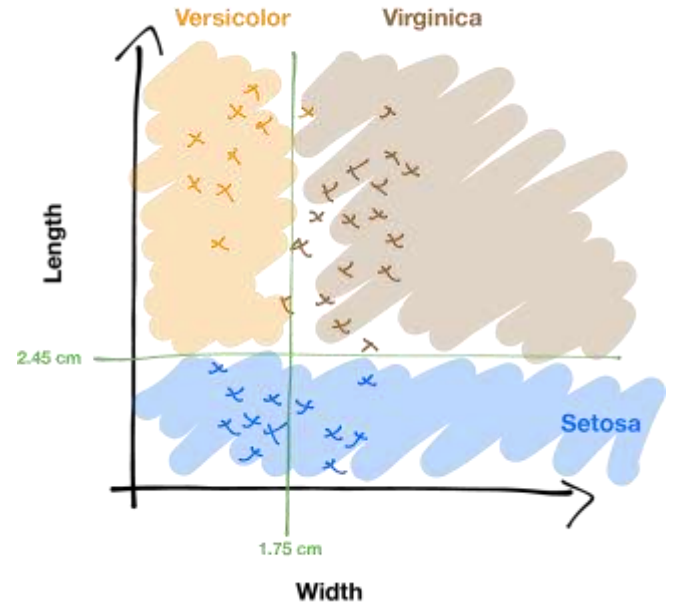 Versicolor
Virginica
Length
2.45 cm
Setosa
1.75 cm
Width